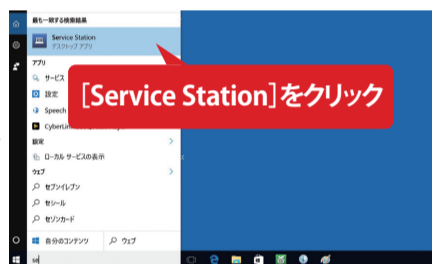 最も一致する検索結果
Service Station
デスクトップ アプリ
アプリ
サービス
設定
Speech
[Service Station]をクリック
CyberLink
設定
ローカル サービスの表示
ウェブ
セブンイレブン
セシール
セゾンカード
自分のコンテンツ
ウェブ
se